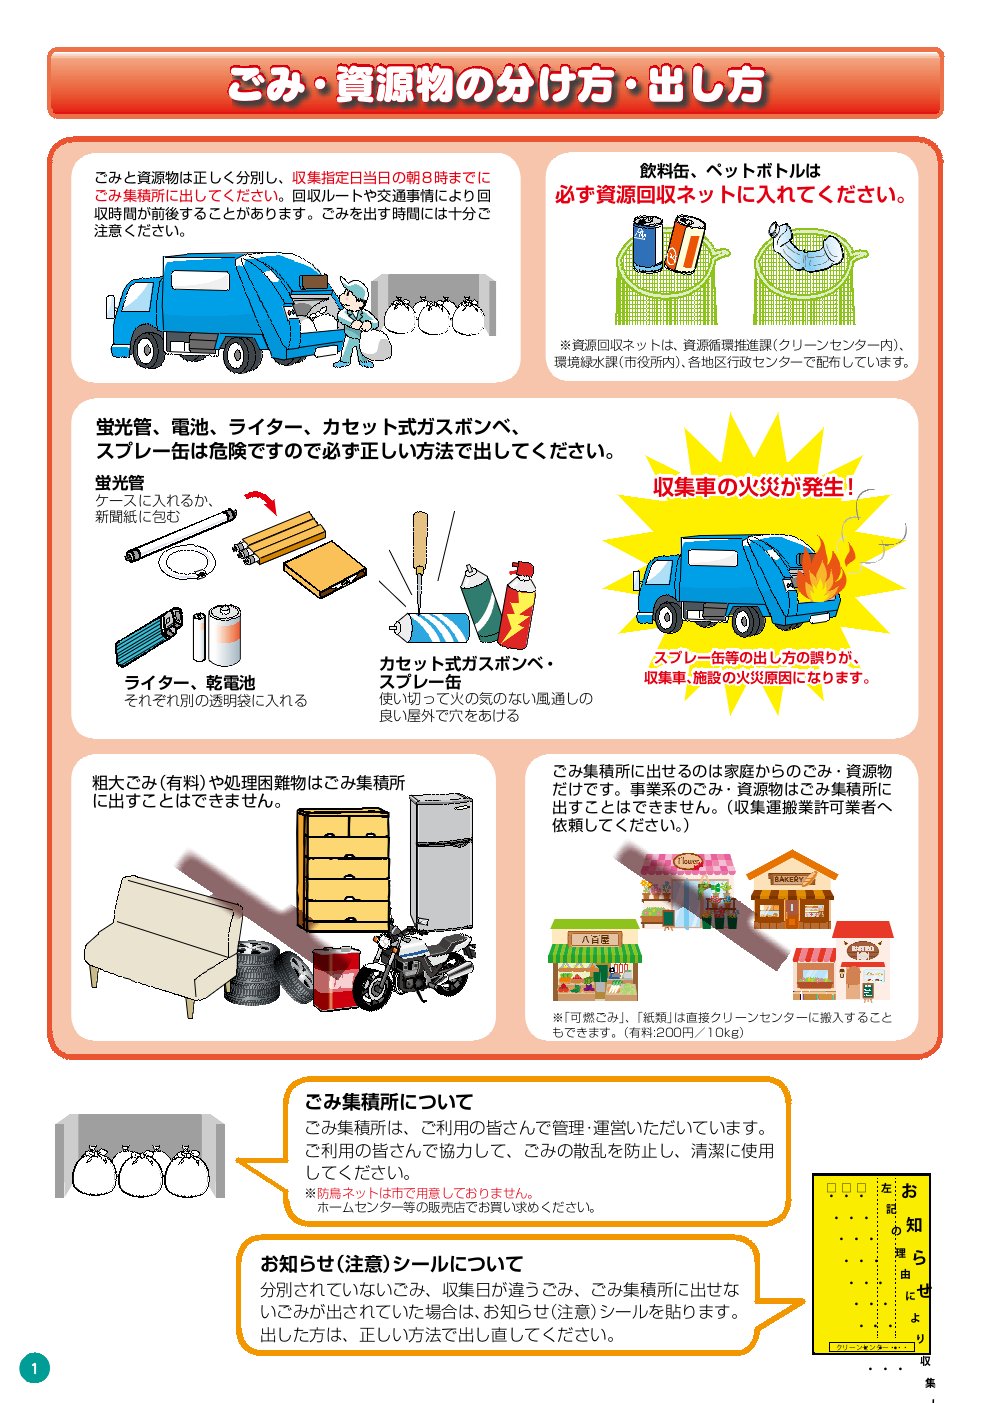 ごみ・資源物の分け方・出し方
ごみと資源物は正しく分別し、収集指定日当日の朝８時までに
ごみ集積所に出してください。回収ルートや交通事情により回
収時間が前後することがあります。ごみを出す時間には十分ご
注意ください。
飲料缶、ペットボトルは
必ず資源回収ネットに入れてください。
※資源回収ネットは、資源循環推進課（クリーンセンター内）、
環境緑水課（市役所内）、各地区行政センターで配布しています。
蛍光管、電池、ライター、カセット式ガスボンベ、
スプレー缶は危険ですので必ず正しい方法で出してください。
蛍光管
ケースに入れるか、
新聞紙に包む
ライター、乾電池
それぞれ別の透明袋に入れる
カセット式ガスボンベ・
スプレー缶
使い切って火の気のない風通しの
良い屋外で穴をあける
収集車の火災が発生！
スプレー缶等の出し方の誤りが、
収集車、施設の火災原因になります。
粗大ごみ（有料）や処理困難物はごみ集積所
に出すことはできません。
ごみ集積所に出せるのは家庭からのごみ・資源物
だけです。事業系のごみ・資源物はごみ集積所に
出すことはできません。（収集運搬業許可業者へ
依頼してください。）
Flower
BAKERY
八百屋
BISTRO
※「可燃ごみ」、「紙類」は直接クリーンセンターに搬入すること
もできます。（有料:200円／10kg）
ごみ集積所について
ごみ集積所は、ご利用の皆さんで管理・運営いただいています。
ご利用の皆さんで協力して、ごみの散乱を防止し、清潔に使用
してください。
※防鳥ネットは市で用意しておりません。
ホームセンター等の販売店でお買い求めください。
お知らせ（注意）シールについて
分別されていないごみ、収集日が違うごみ、ごみ集積所に出せな
いごみが出されていた場合は、お知らせ（注意）シールを貼ります。
出した方は、正しい方法で出し直してください。
お知らせ
左記の理由により収集
□□□
クリーンセンター・・・
1